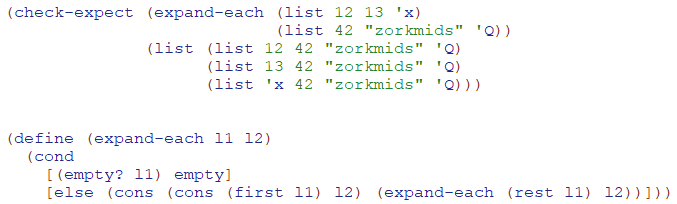 (check-expect (expand-each (list 12 13 'x)
(list 42 "zorkmids" 'Q))
(list (list 12 42 "zorkmids" 'Q)
(list 13 42 "zorkmids" 'Q)
(list 'x 42 "zorkmids" 'Q)))
(define (expand-each l1 l2)
(cond
[(empty? l1) empty]
[else (cons (cons (first l1) l2) (expand-each (rest l1) l2))]))